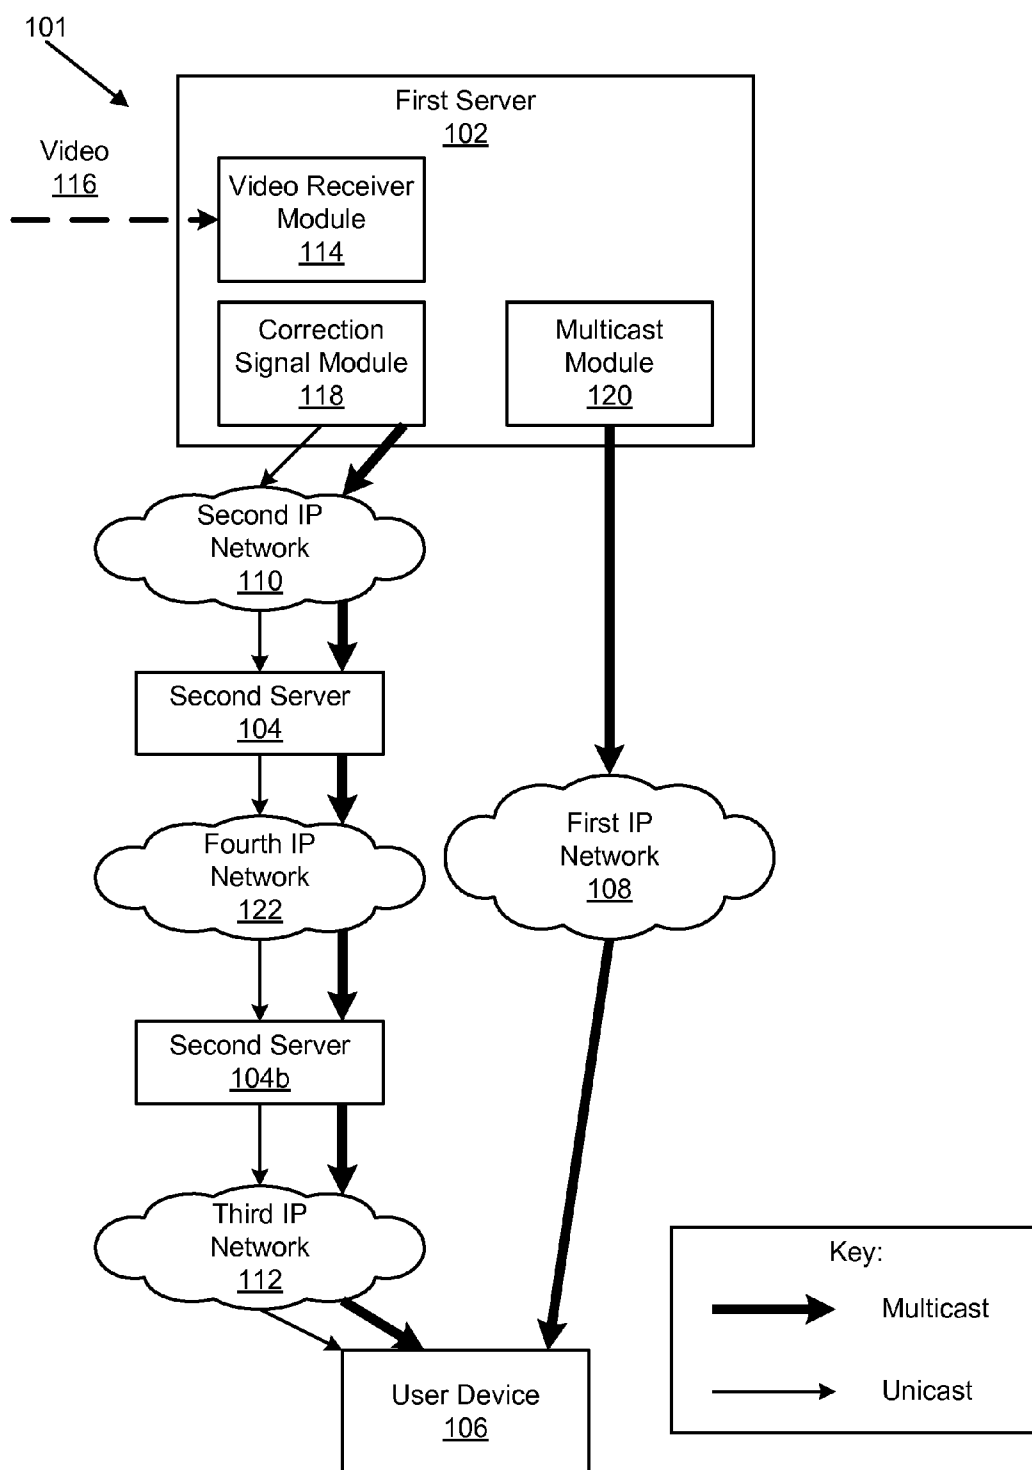 101
First Server
102
Video
116
Video Receiver
Module
114
Correction
Signal Module
118
Multicast
Module
120
Second IP
Network
110
Second Server
104
First IP
Network
108
Fourth IP
Network
122
Second Server
104b
Third IP
Network
112
Key:
Multicast
Unicast
User Device
106